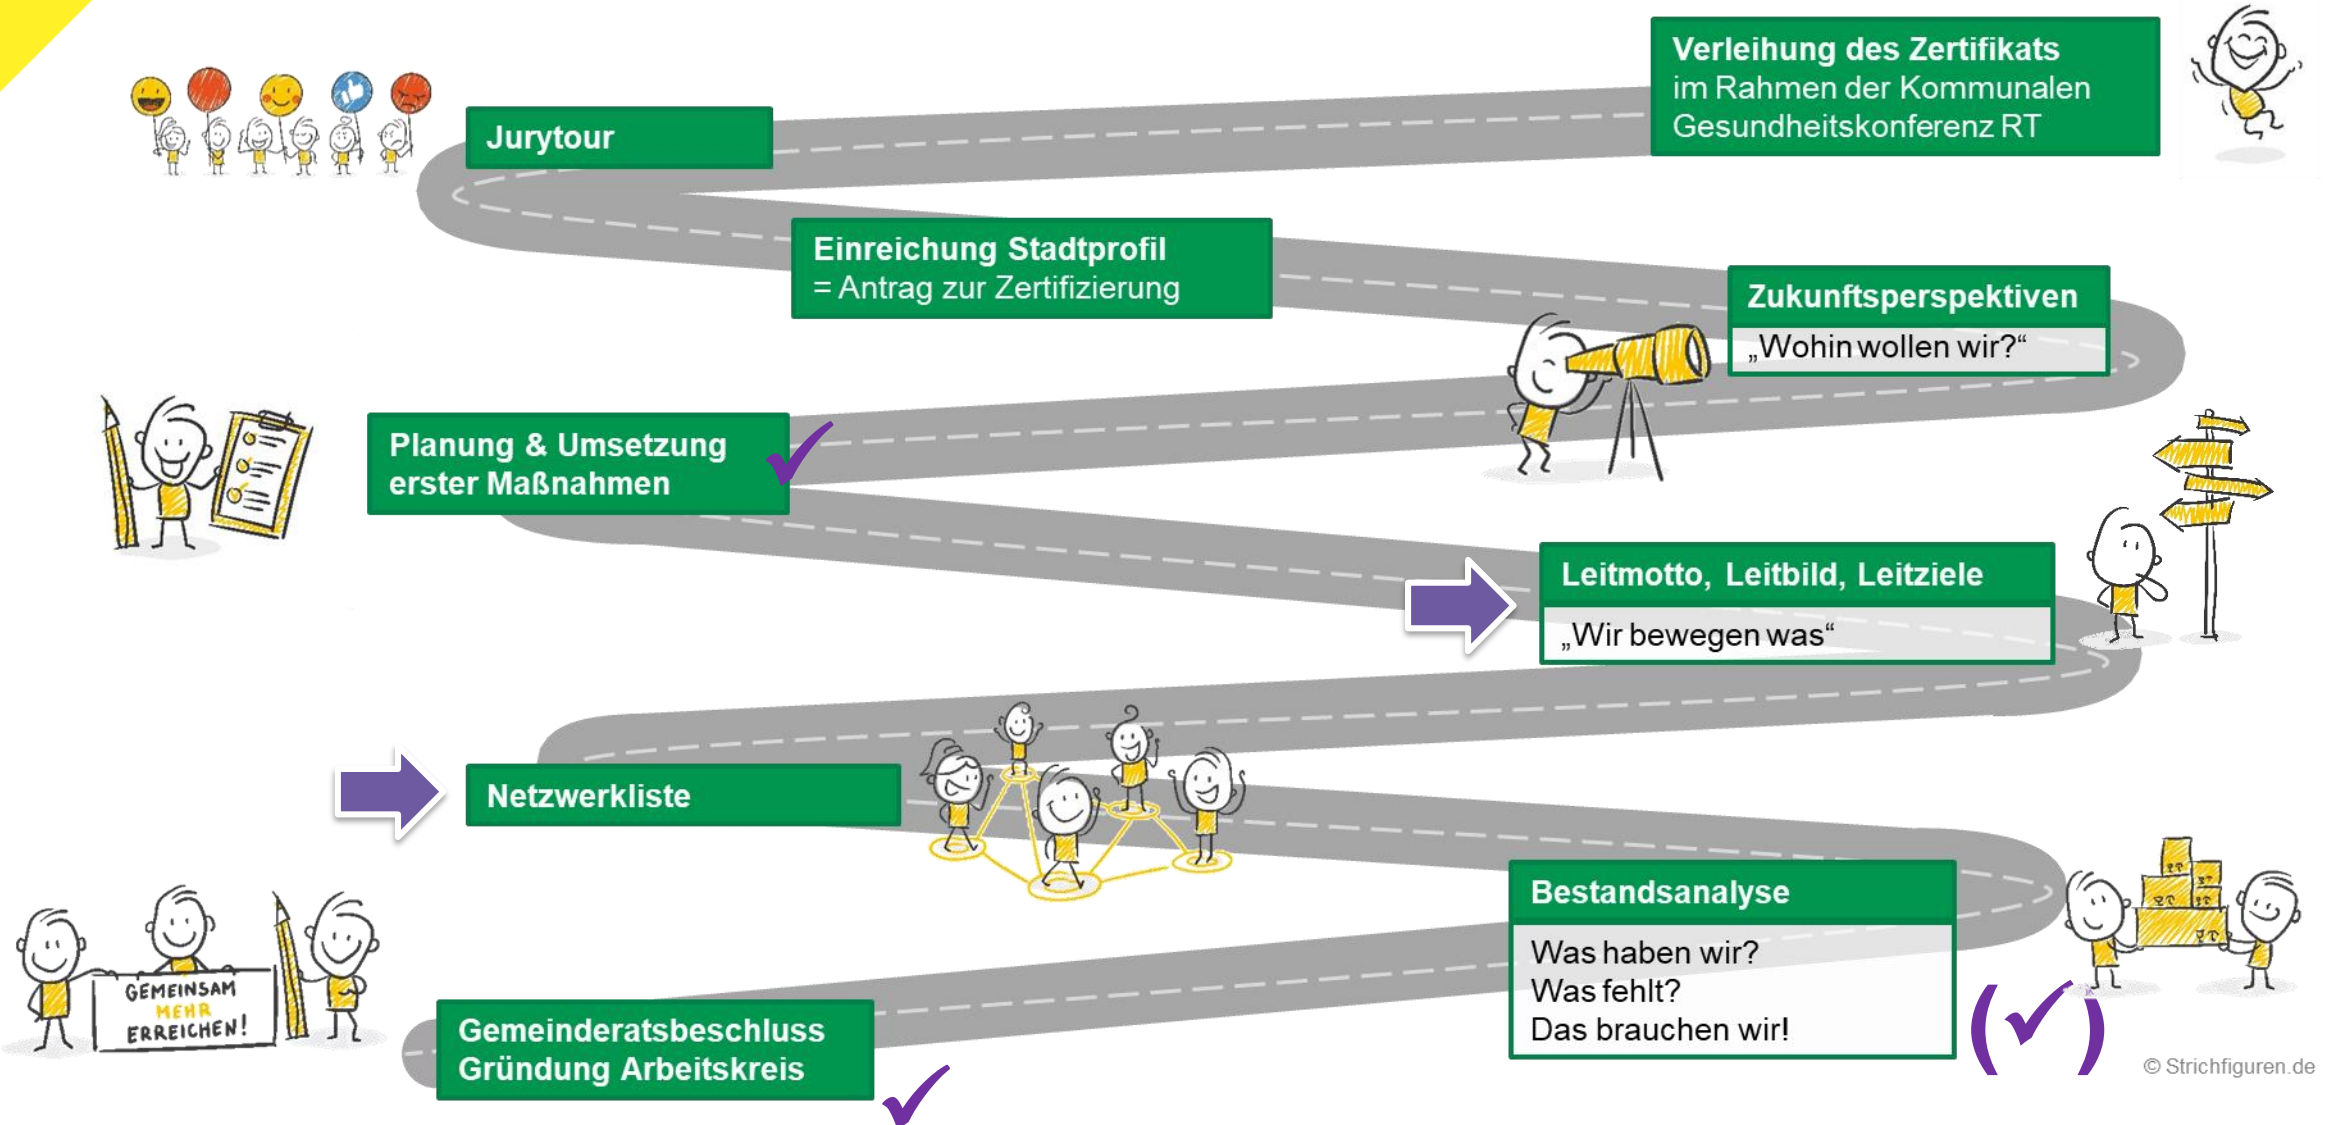 Verleihung des Zertifikats
im Rahmen der Kommunalen
Gesundheitskonferenz RT
Jurytour
Einreichung Stadtprofil
= Antrag zur Zertifizierung
Zukunftsperspektiven
„Wohin wollen wir?“
Planung & Umsetzung
erster Maßnahmen
Leitmotto, Leitbild, Leitziele
„Wir bewegen was“
Netzwerkliste
Bestandsanalyse
Was haben wir?
Was fehlt?
Das brauchen wir!
GEMEINSAM
MEHR
ERREICHEN!
Gemeinderatsbeschluss
Gründung Arbeitskreis
© Strichfiguren.de